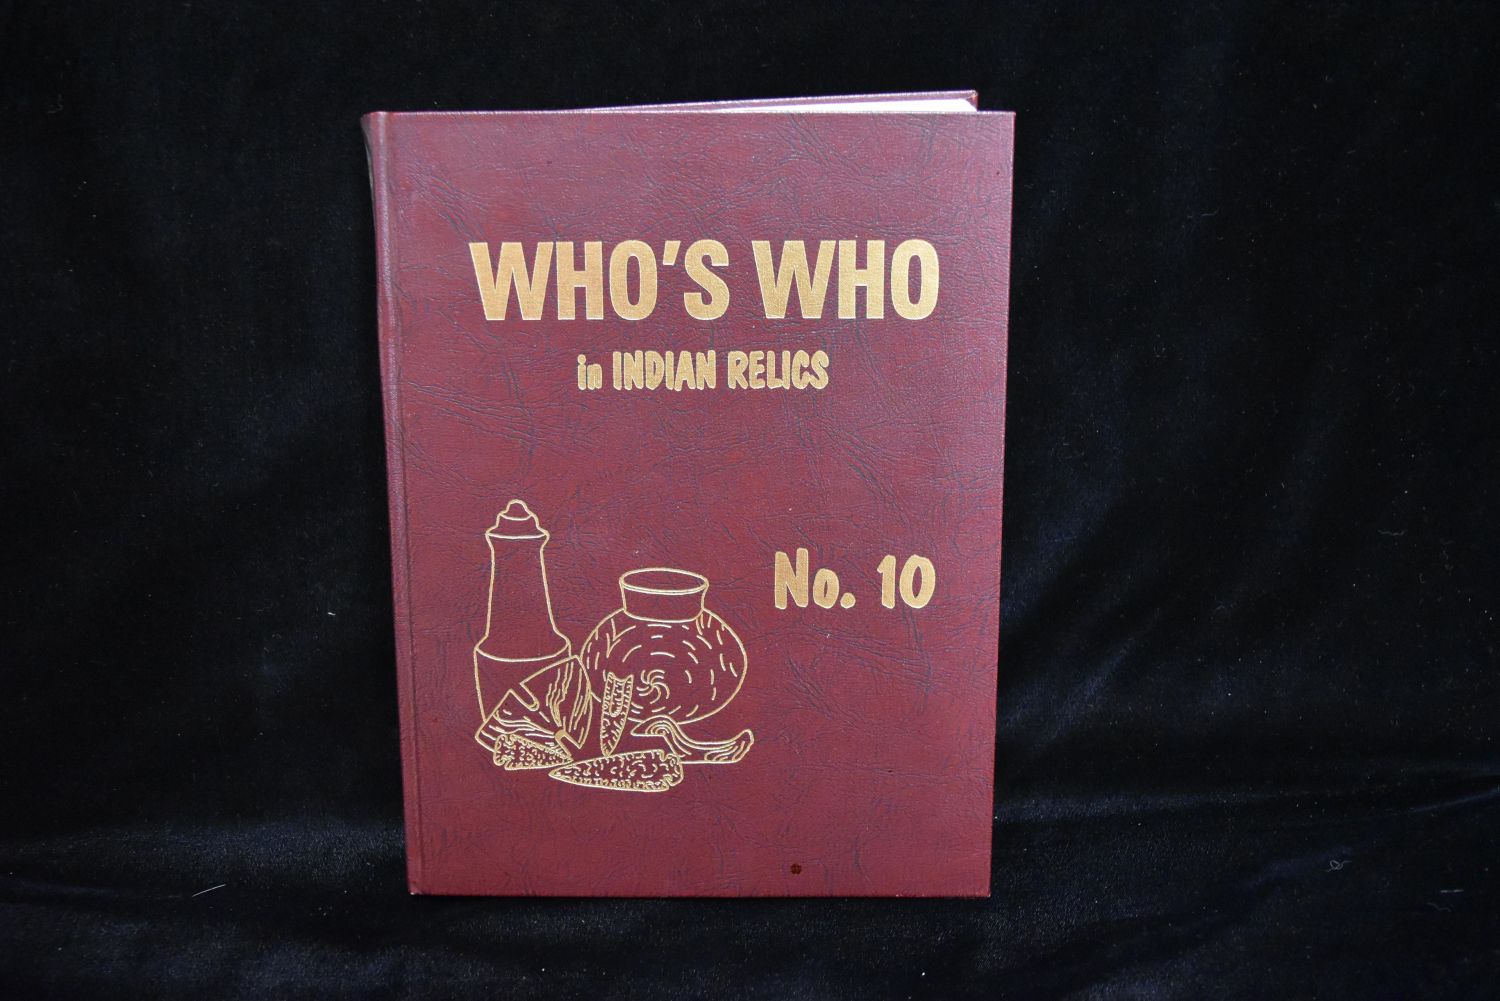 WHO'S WHO
in INDIAN RELICS
No. 10